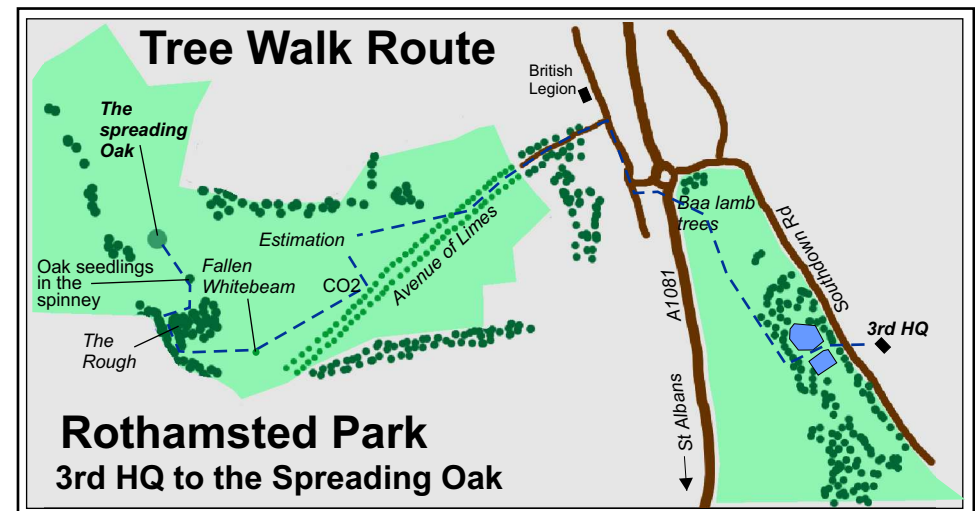 Tree Walk Route
British
Legion
The
spreading
Oak
Baa lamb
trees
Estimation
Avenue of Limes
Southdown Rd
Oak seedlings
in the
spinney
Fallen
Whitebeam
CO2
A1081
3rd HQ
The
Rough
St Albans
Rothamsted Park
3rd HQ to the Spreading Oak